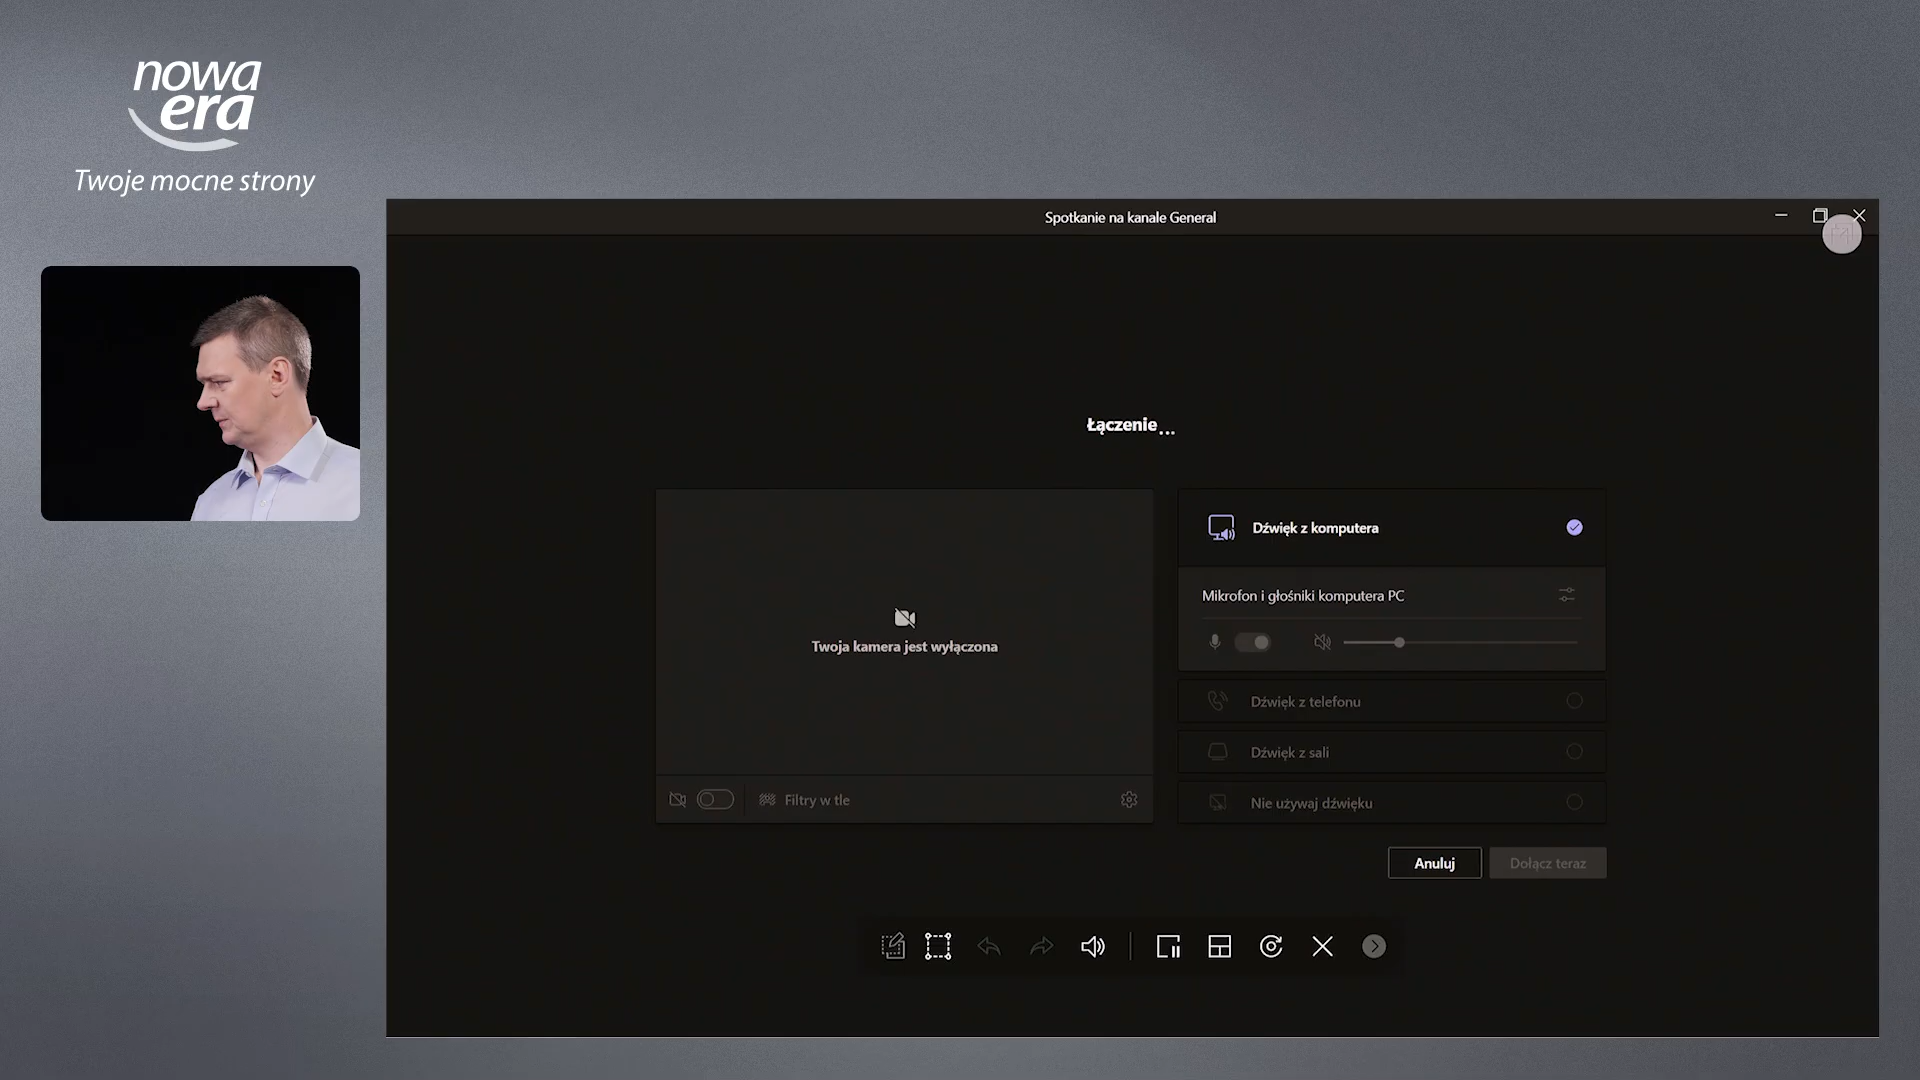 nowa
era
Twoje mocne strony
Spotkanie na kanale General
Łączenie...
Twoja kamera jest wyłączona
Filtry w tle
Dźwięk z komputera
Mikrofon i głośniki komputera PC
Dźwięk z telefonu
Dźwięk z sali
Nie używaj dźwięku
Anuluj
Dołącz teraz